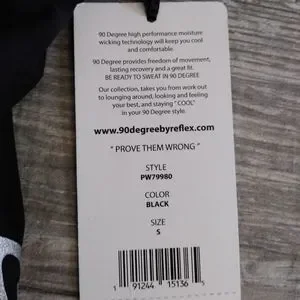 90 Degree high performance moisture
wicking technology will keep you cool
and comfortable.
90 Degree provides freedom of movement,
lasting recovery and a great fit.
BE READY TO SWEAT IN 90 DEGREE
Our collection, takes you from work out
to lounging around, looking and feeling
your best, and staying "COOL"
in your 90 Degree style.
www.90degreebyreflex.com
" PROVE THEM WRONG "
STYLE
PW79980
COLOR
BLACK
SIZE
S
1 91244 15136 5